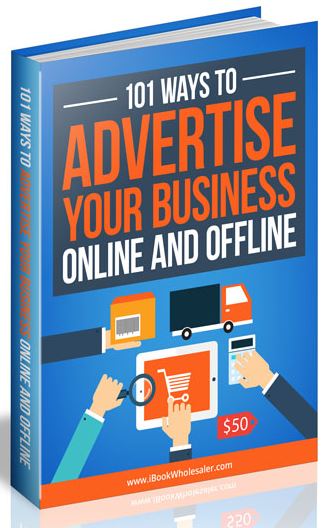 101 WAYS TO
ADVERTISE
YOUR BUSINESS
ONLINE AND OFFLINE
$50
www.iBookWholesaler.com
101 WAYS TO ADVERTISE YOUR BUSINESS ONLINE AND OFFLINE